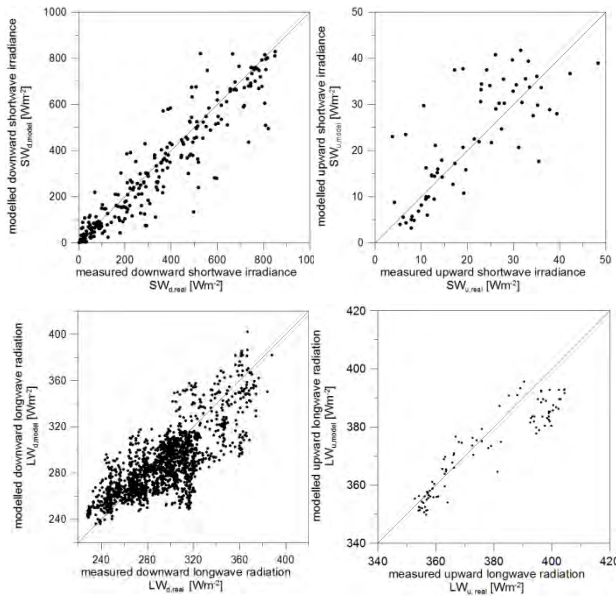 modelled downward shortwave irradiance
SWd,model [Wm-2]
1000
800
600
400
200
0
0 200 400 600 800 100
measured downward shortwave irradiance
SWd,real [Wm-2]
modelled upward shortwave irradiance
SWu,model [Wm-2]
50
40
30
20
10
0
0 10 20 30 40 50
measured upward shortwave irradiance
SWu,real [Wm-2]
modelled downward longwave radiation
LWd,model [Wm-2]
400
360
320
280
240
220 240 280 320 360 400
measured downward longwave radiation
LWd,real [Wm-2]
modelled upward longwave radiation
LWu,model [Wm-2]
420
400
380
360
340
340 360 380 400 420
measured upward longwave radiation
LWu, real [Wm-2]